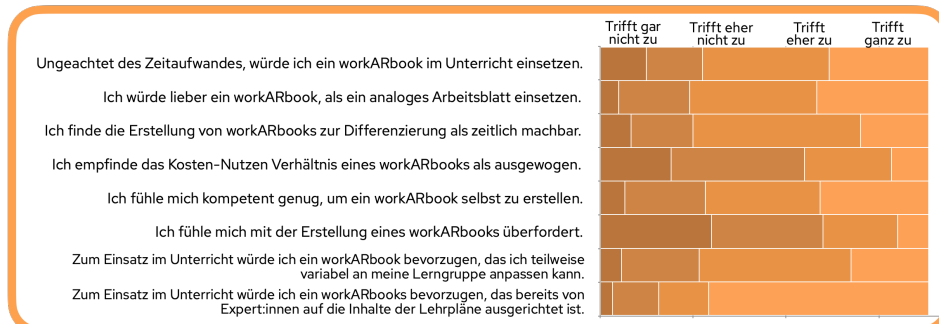 Trifft gar
nicht zu
Trifft eher
nicht zu
Trifft
eher zu
Trifft
ganz zu
Ungeachtet des Zeitaufwandes, würde ich ein workARbook im Unterricht einsetzen.
Ich würde lieber ein workARbook, als ein analoges Arbeitsblatt einsetzen.
Ich finde die Erstellung von workARbooks zur Differenzierung als zeitlich machbar.
Ich empfinde das Kosten-Nutzen Verhältnis eines workARbooks als ausgewogen.
Ich fühle mich kompetent genug, um ein workARbook selbst zu erstellen.
Ich fühle mich mit der Erstellung eines workARbooks überfordert.
Zum Einsatz im Unterricht würde ich ein workARbook bevorzugen, das ich teilweise
variabel an meine Lerngruppe anpassen kann.
Zum Einsatz im Unterricht würde ich ein workARbooks bevorzugen, das bereits von
Expert:innen auf die Inhalte der Lehrpläne ausgerichtet ist.